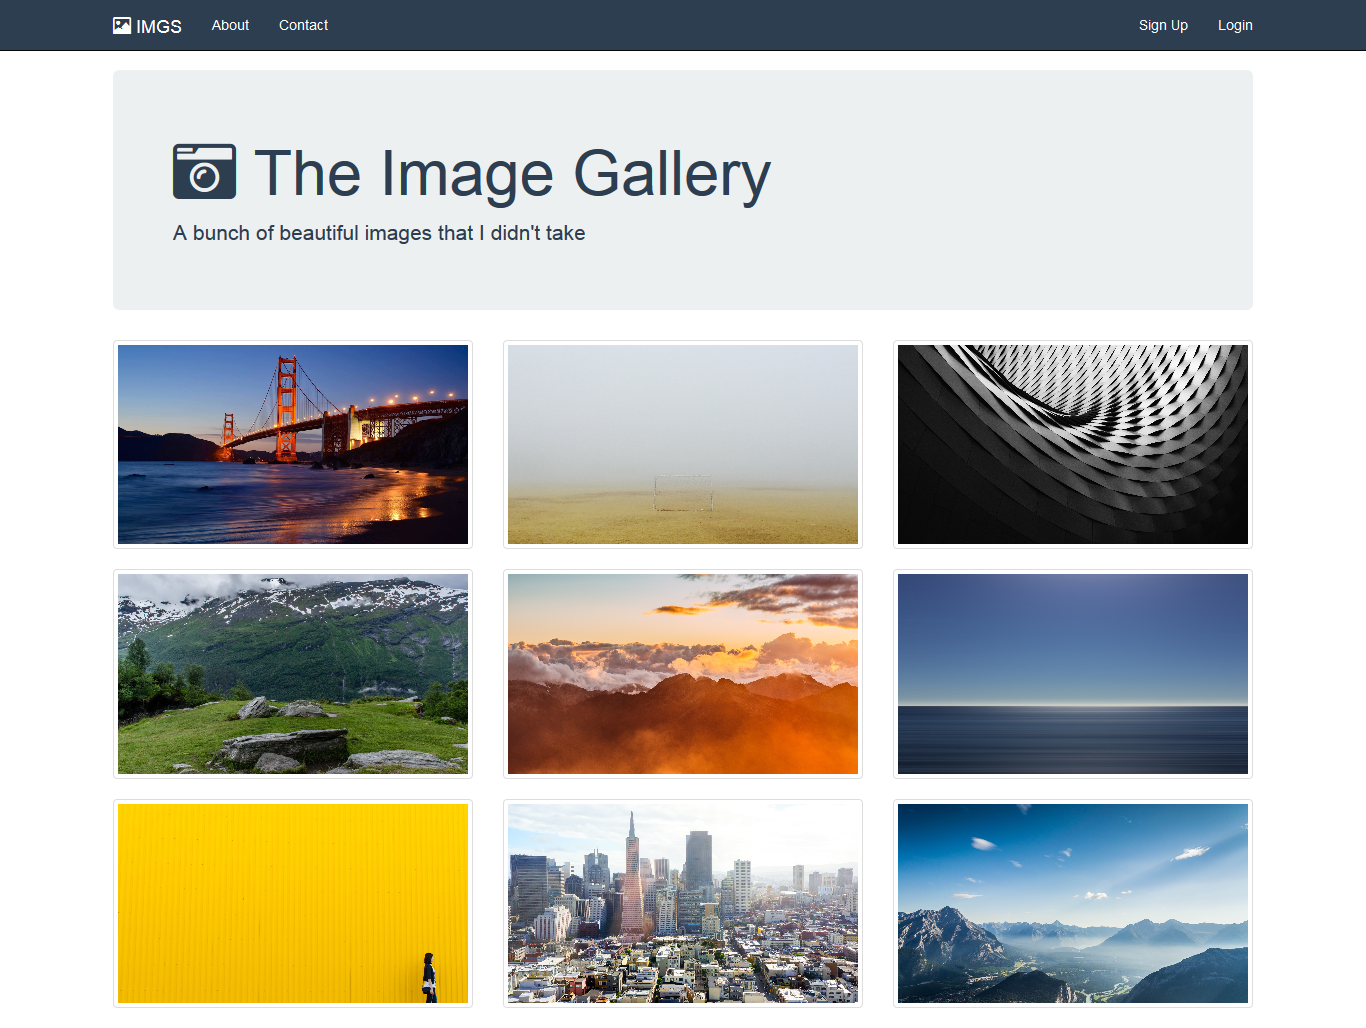 IMGS About Contact Sign Up Login
The Image Gallery
A bunch of beautiful images that I didn't take